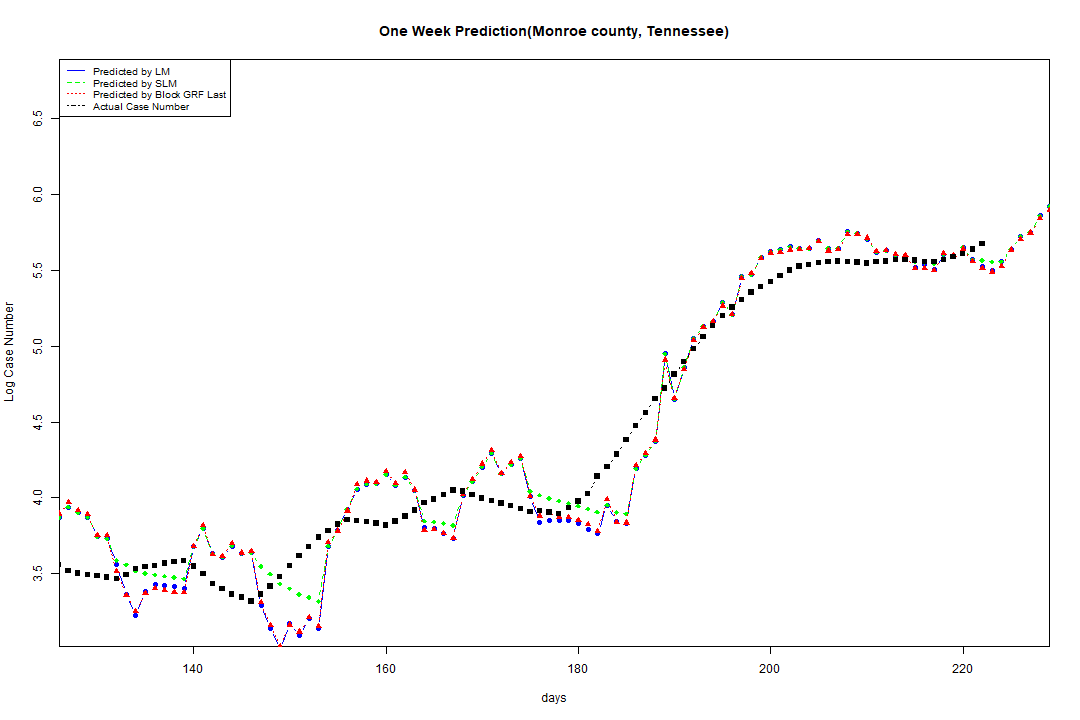 One Week Prediction(Monroe county, Tennessee)
Predicted by LM
Predicted by SLM
Predicted by Block GRF Last
Actual Case Number
Log Case Number
6.5
6.0
5.5
5.0
4.5
4.0
3.5
140 160 180 200 220
days